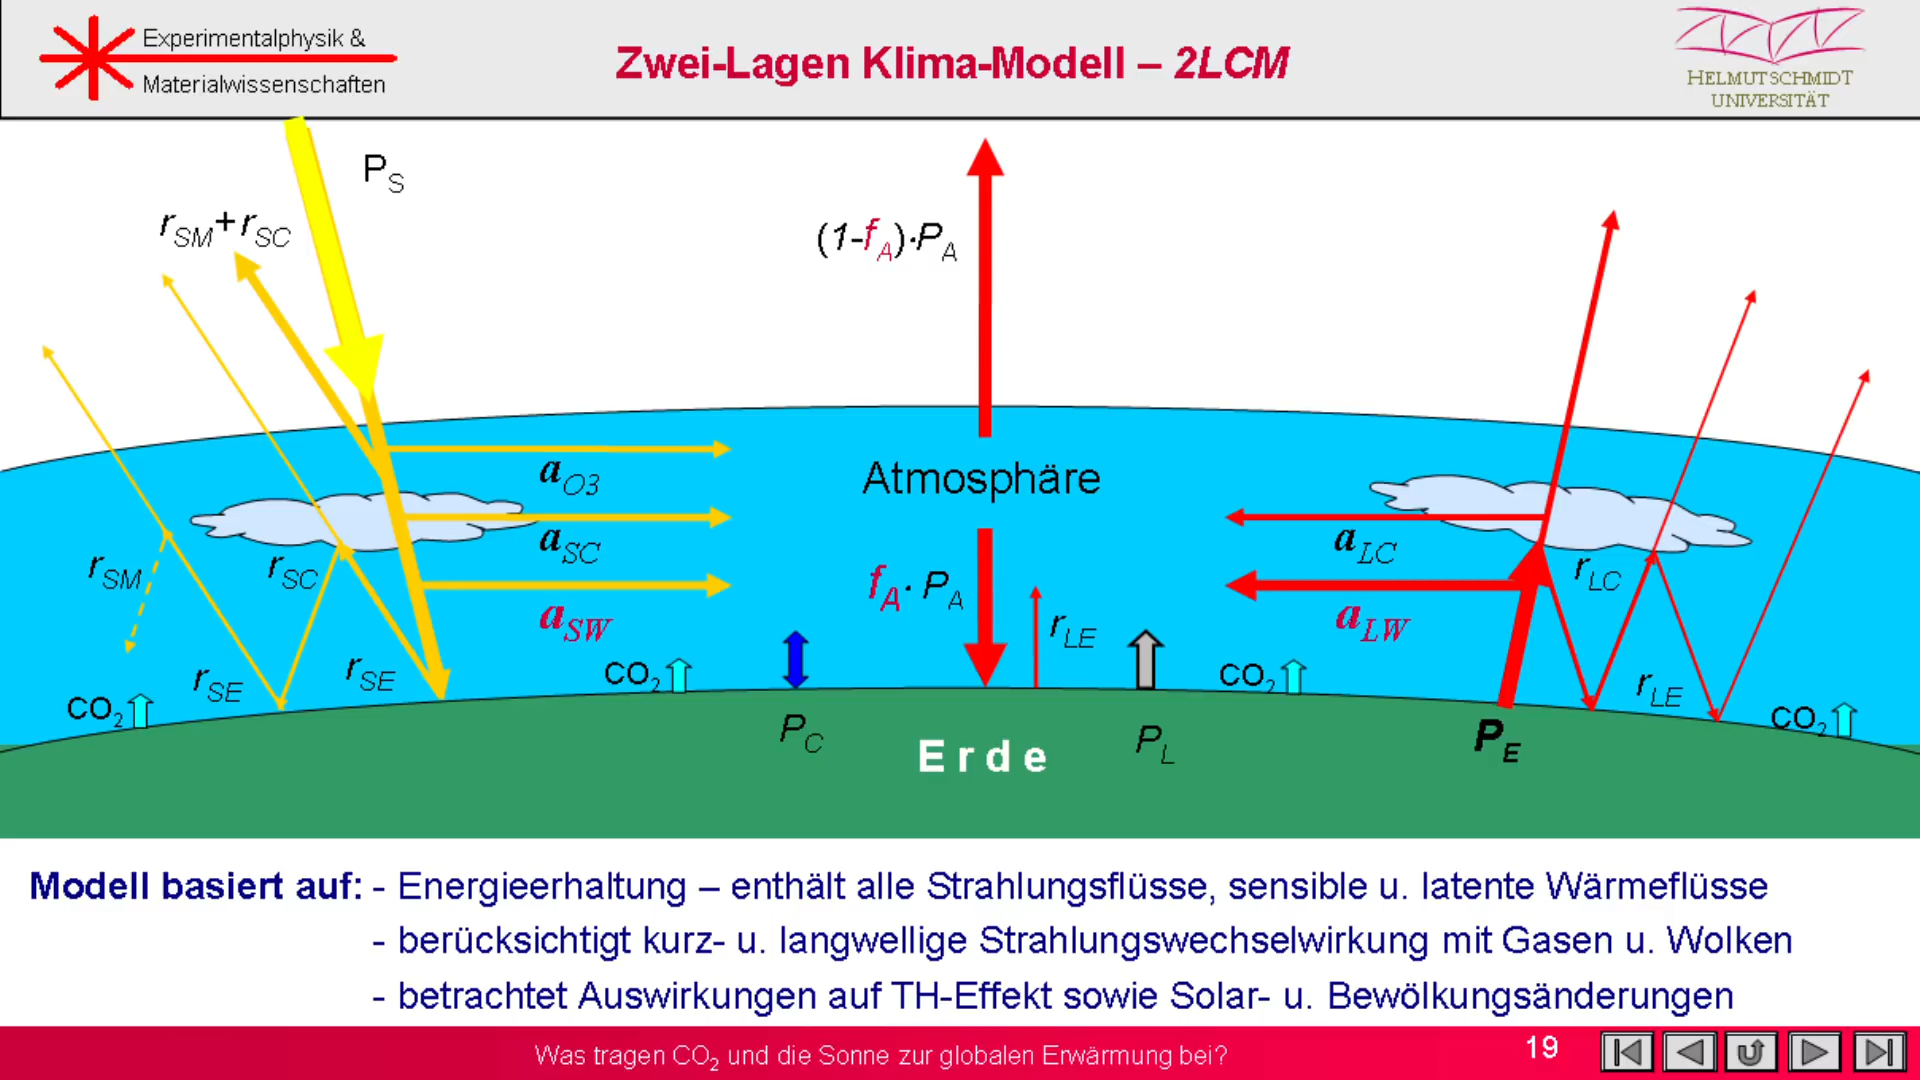 Experimentalphysik &
Materialwissenschaften
Zwei-Lagen Klima-Modell – 2LCM
HELMUT SCHMIDT
UNIVERSITÄT
P_S
r_SM+r_SC
(1-f_A)·P_A
a_O3
Atmosphäre
a_SC
a_LC
r_SM
r_SC
f_A· P_A
r_LC
a_SW
r_LE
a_LW
r_SE
r_SE
CO₂
CO₂
r_LE
CO₂
CO₂
P_C
Erde
P_L
P_E
Modell basiert auf: - Energieerhaltung – enthält alle Strahlungsflüsse, sensible u. latente Wärmeflüsse
- berücksichtigt kurz- u. langwellige Strahlungswechselwirkung mit Gasen u. Wolken
- betrachtet Auswirkungen auf TH-Effekt sowie Solar- u. Bewölkungsänderungen
Was tragen CO₂ und die Sonne zur globalen Erwärmung bei?
19